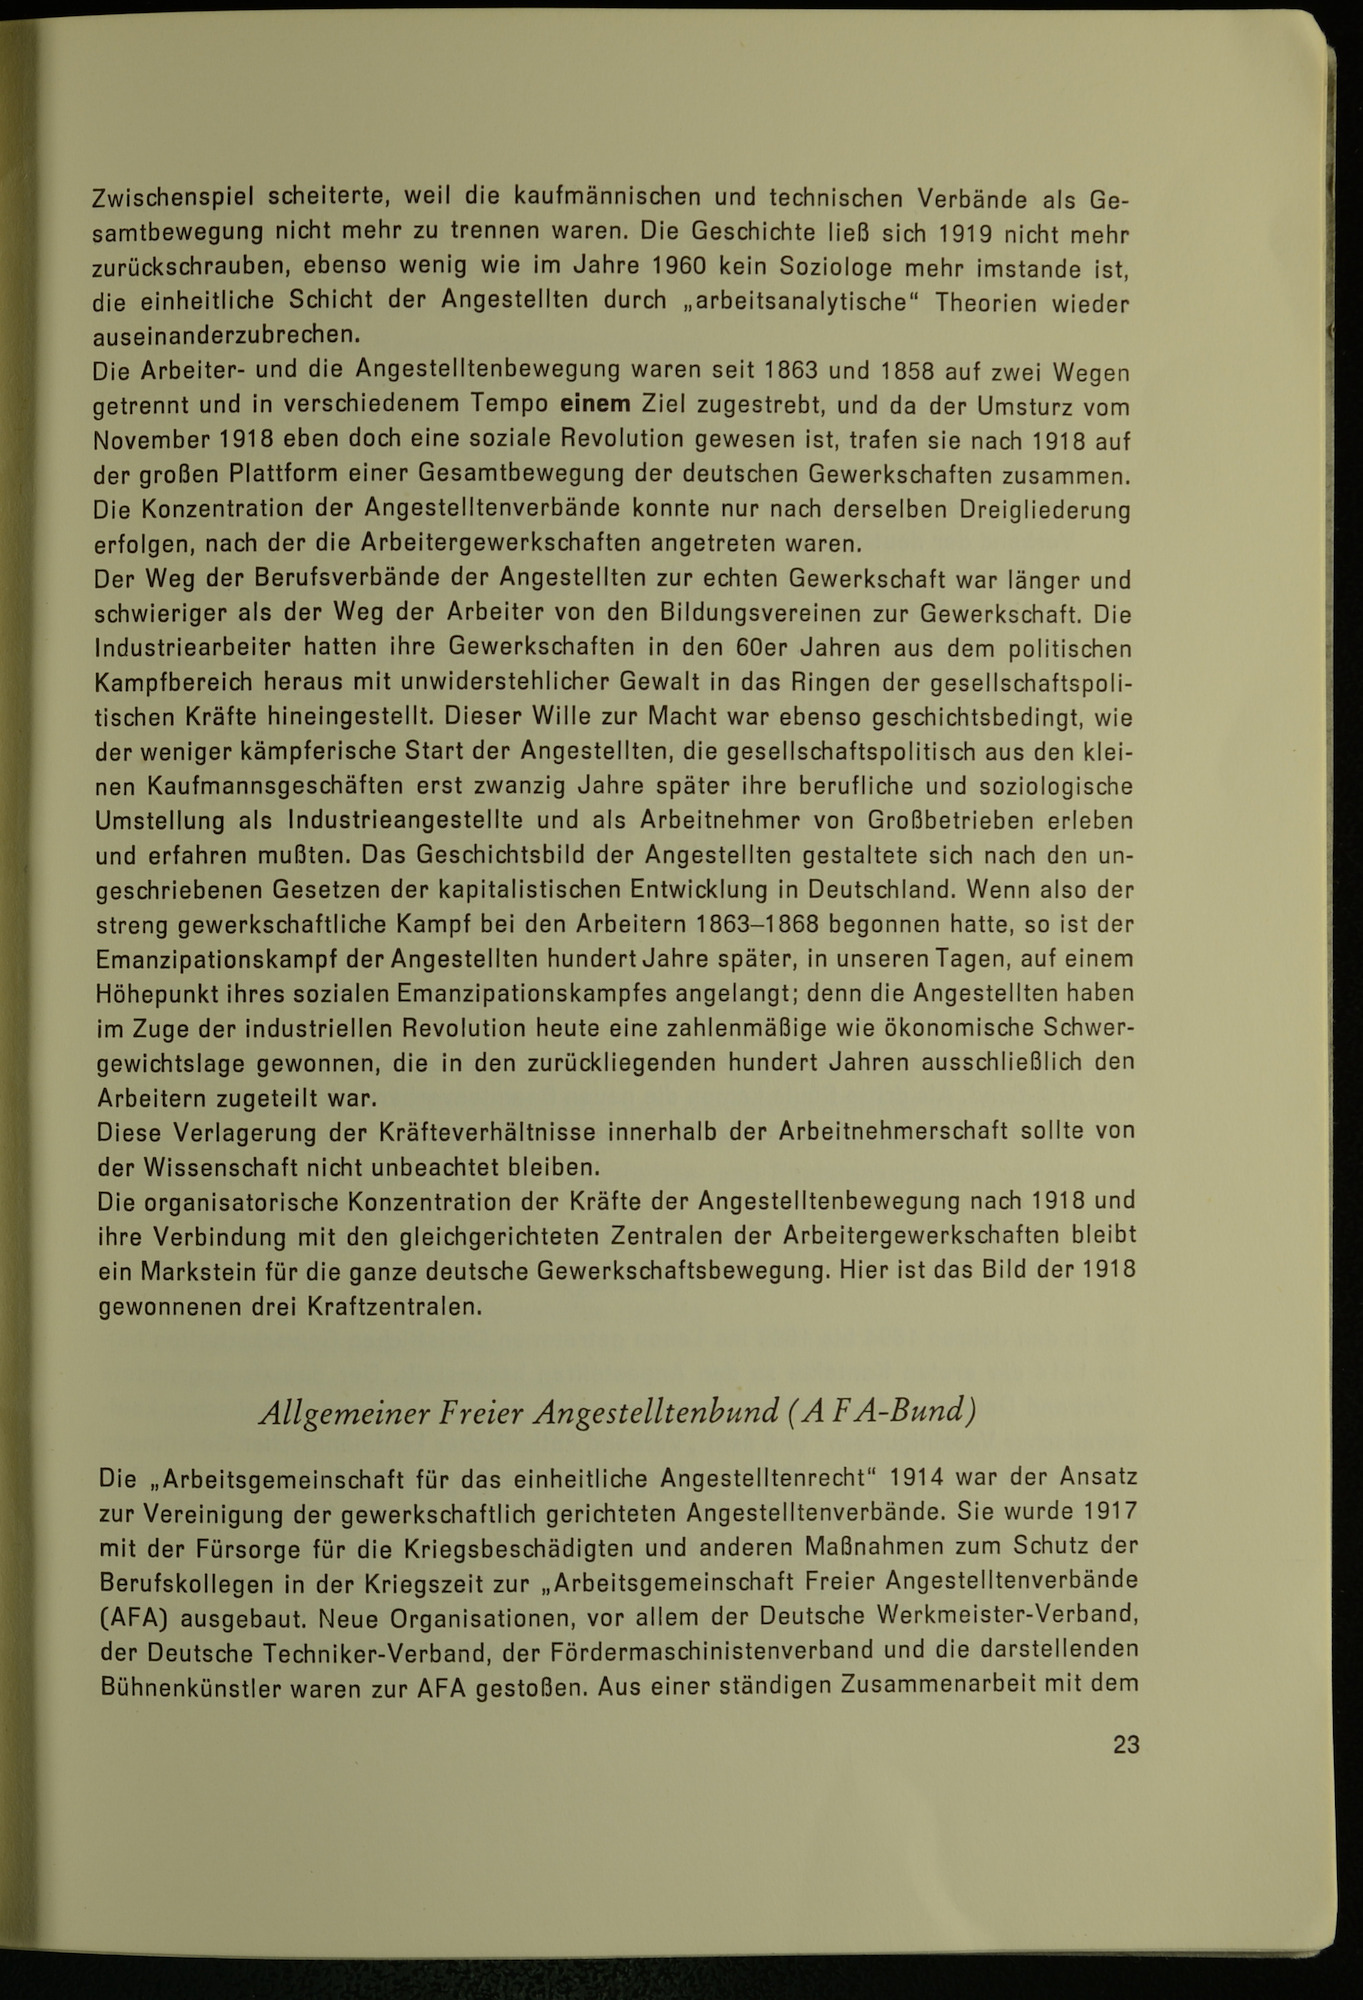 Zwischenspiel scheiterte, weil die kaufmännischen und technischen Verbände als Ge-
samtbewegung nicht mehr zu trennen waren. Die Geschichte ließ sich 1919 nicht mehr
zurückschrauben, ebenso wenig wie im Jahre 1960 kein Soziologe mehr imstande ist,
die einheitliche Schicht der Angestellten durch „arbeitsanalytische“ Theorien wieder
auseinanderzubrechen.
Die Arbeiter- und die Angestelltenbewegung waren seit 1863 und 1858 auf zwei Wegen
getrennt und in verschiedenem Tempo einem Ziel zugestrebt, und da der Umsturz vom
November 1918 eben doch eine soziale Revolution gewesen ist, trafen sie nach 1918 auf
der großen Plattform einer Gesamtbewegung der deutschen Gewerkschaften zusammen.
Die Konzentration der Angestelltenverbände konnte nur nach derselben Dreigliederung
erfolgen, nach der die Arbeitergewerkschaften angetreten waren.
Der Weg der Berufsverbände der Angestellten zur echten Gewerkschaft war länger und
schwieriger als der Weg der Arbeiter von den Bildungsvereinen zur Gewerkschaft. Die
Industriearbeiter hatten ihre Gewerkschaften in den 60er Jahren aus dem politischen
Kampfbereich heraus mit unwiderstehlicher Gewalt in das Ringen der gesellschaftspoli-
tischen Kräfte hineingestellt. Dieser Wille zur Macht war ebenso geschichtsbedingt, wie
der weniger kämpferische Start der Angestellten, die gesellschaftspolitisch aus den klei-
nen Kaufmannsgeschäften erst zwanzig Jahre später ihre berufliche und soziologische
Umstellung als Industrieangestellte und als Arbeitnehmer von Großbetrieben erleben
und erfahren mußten. Das Geschichtsbild der Angestellten gestaltete sich nach den un-
geschriebenen Gesetzen der kapitalistischen Entwicklung in Deutschland. Wenn also der
streng gewerkschaftliche Kampf bei den Arbeitern 1863–1868 begonnen hatte, so ist der
Emanzipationskampf der Angestellten hundert Jahre später, in unseren Tagen, auf einem
Höhepunkt ihres sozialen Emanzipationskampfes angelangt; denn die Angestellten haben
im Zuge der industriellen Revolution heute eine zahlenmäßige wie ökonomische Schwer-
gewichtslage gewonnen, die in den zurückliegenden hundert Jahren ausschließlich den
Arbeitern zugeteilt war.
Diese Verlagerung der Kräfteverhältnisse innerhalb der Arbeitnehmerschaft sollte von
der Wissenschaft nicht unbeachtet bleiben.
Die organisatorische Konzentration der Kräfte der Angestelltenbewegung nach 1918 und
ihre Verbindung mit den gleichgerichteten Zentralen der Arbeitergewerkschaften bleibt
ein Markstein für die ganze deutsche Gewerkschaftsbewegung. Hier ist das Bild der 1918
gewonnenen drei Kraftzentralen.
Allgemeiner Freier Angestelltenbund (AFA-Bund)
Die „Arbeitsgemeinschaft für das einheitliche Angestelltenrecht“ 1914 war der Ansatz
zur Vereinigung der gewerkschaftlich gerichteten Angestelltenverbände. Sie wurde 1917
mit der Fürsorge für die Kriegsbeschädigten und anderen Maßnahmen zum Schutz der
Berufskollegen in der Kriegszeit zur „Arbeitsgemeinschaft Freier Angestelltenverbände
(AFA) ausgebaut. Neue Organisationen, vor allem der Deutsche Werkmeister-Verband,
der Deutsche Techniker-Verband, der Fördermaschinistenverband und die darstellenden
Bühnenkünstler waren zur AFA gestoßen. Aus einer ständigen Zusammenarbeit mit dem
23